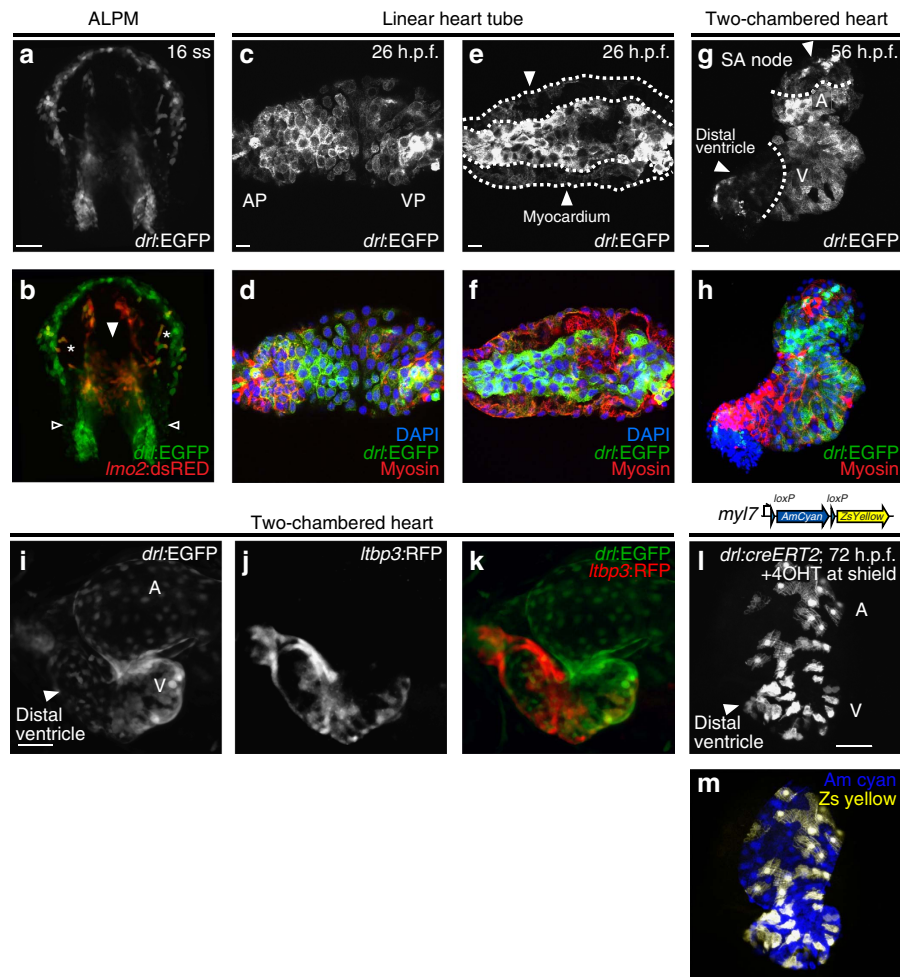 ALPM
Linear heart tube
Two-chambered heart
a
16 ss
drl:EGFP
c
26 h.p.f.
AP
VP
drl:EGFP
e
26 h.p.f.
Myocardium
drl:EGFP
g
56 h.p.f.
SA node
A
Distal
ventricle
V
drl:EGFP
b
*
*
drl:EGFP
lmo2:dsRED
d
DAPI
drl:EGFP
Myosin
f
DAPI
drl:EGFP
Myosin
h
drl:EGFP
Myosin
Two-chambered heart
loxP
loxP
myl7
AmCyan
ZsYellow
i
drl:EGFP
A
V
Distal
ventricle
j
ltbp3:RFP
k
drl:EGFP
ltbp3:RFP
l
drl:creERT2; 72 h.p.f.
+4OHT at shield
A
Distal
ventricle
V
m
Am cyan
Zs yellow